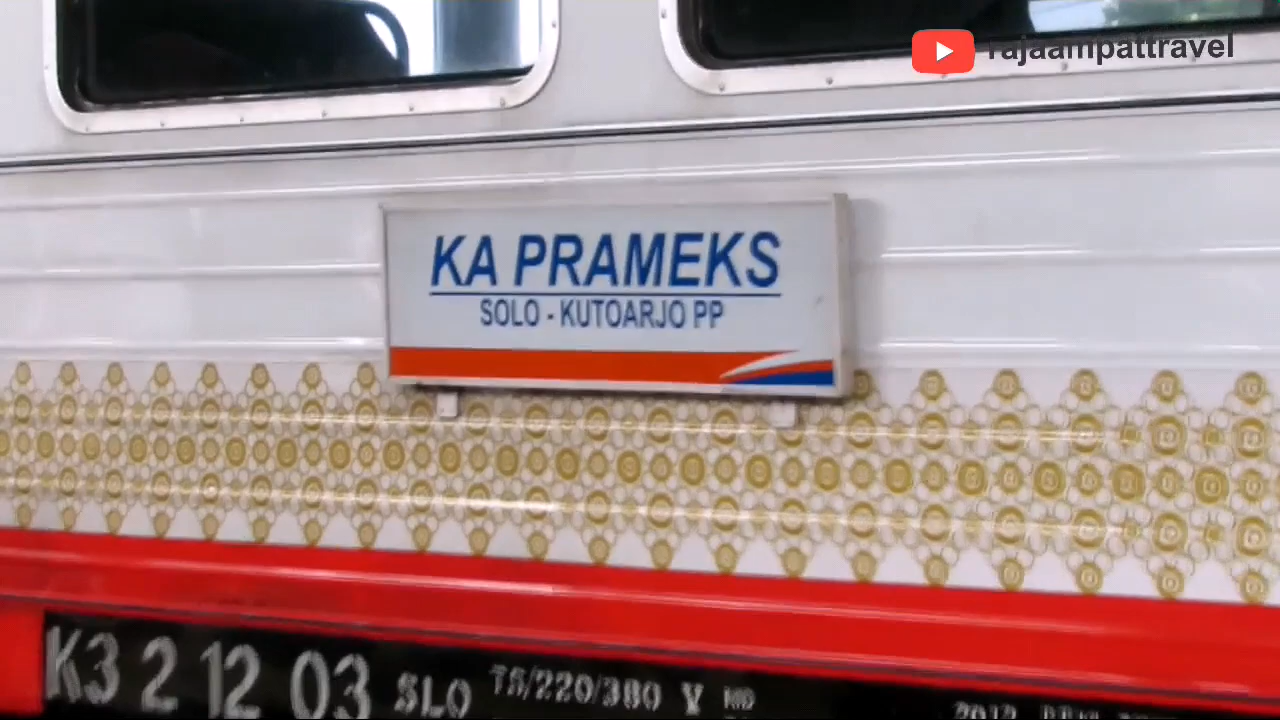 rajaampattravel
KA PRAMEKS
SOLO - KUTOARJO PP
K3 2 12 03 SLO TS/220/380 V